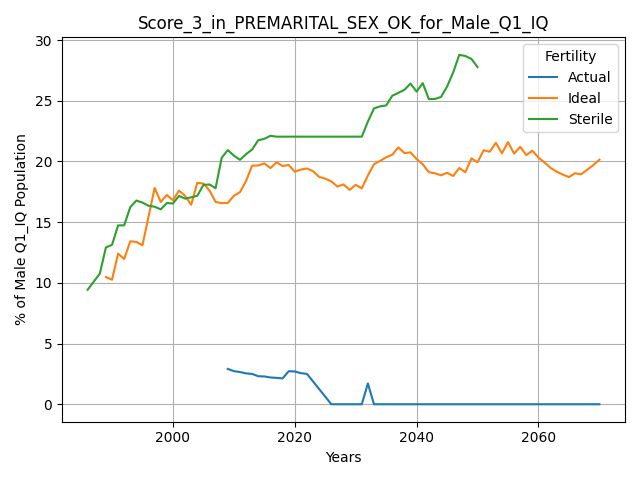 Score_3_in_PREMARITAL_SEX_OK_for_Male_Q1_IQ
% of Male Q1_IQ Population
30
25
20
15
10
5
0
Fertility
Actual
Ideal
Sterile
2000
2020
2040
2060
Years